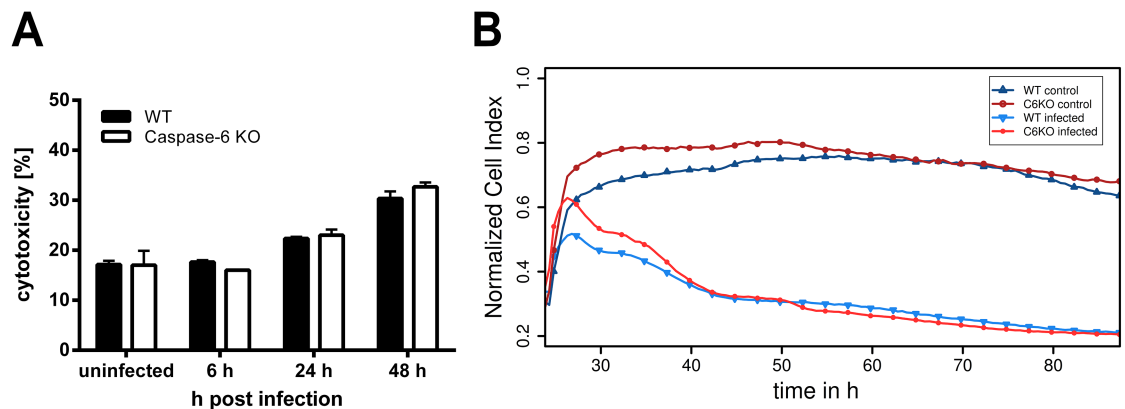 A
cytotoxicity [%]
50
40
30
20
10
0
WT
Caspase-6 KO
uninfected 6 h 24 h 48 h
h post infection
B
Normalized Cell Index
1.0
0.8
0.6
0.4
0.2
WT control
C6KO control
WT infected
C6KO infected
30 40 50 60 70 80
time in h